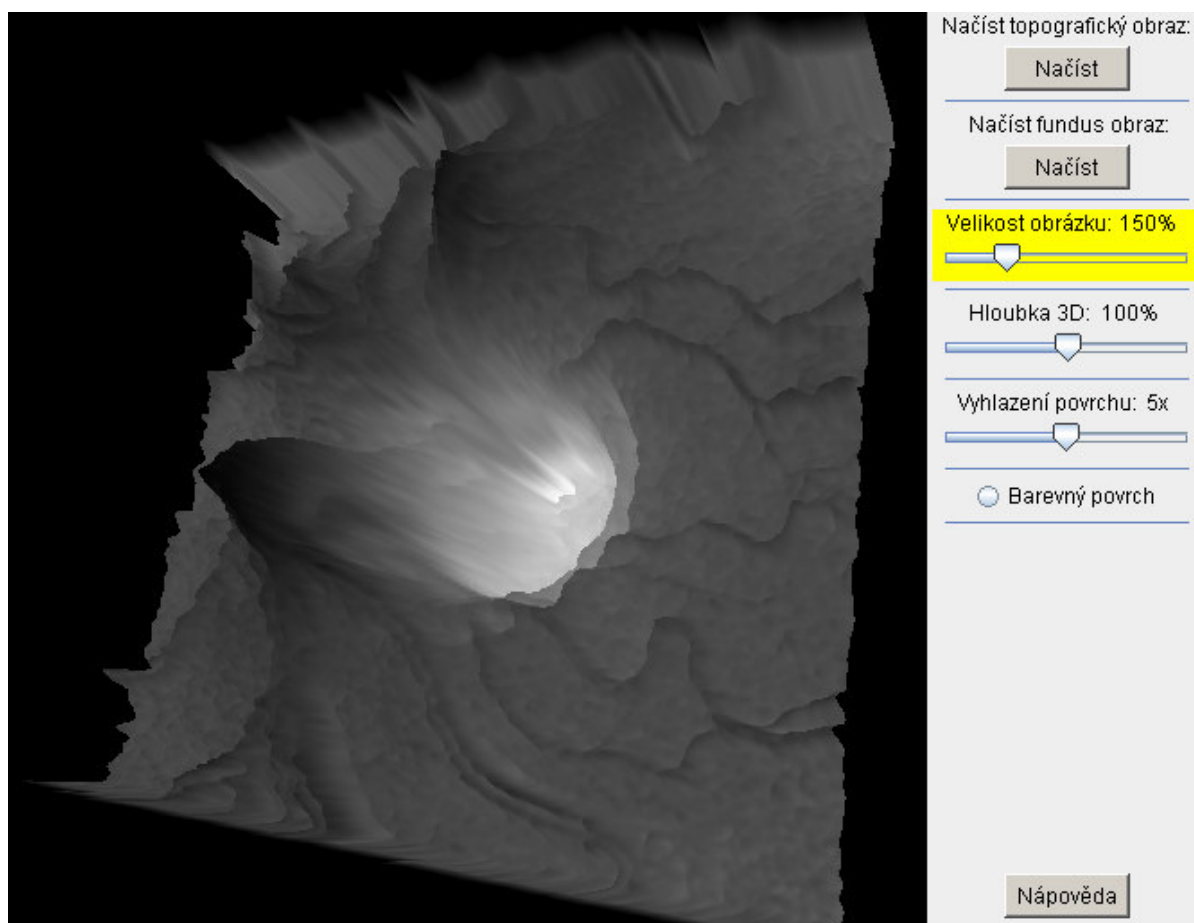 Načíst topografický obraz:
Načíst
Načíst fundus obraz:
Načíst
Velikost obrázku: 150%
Hloubka 3D: 100%
Vyhlazení povrchu: 5x
Barevný povrch
Nápověda